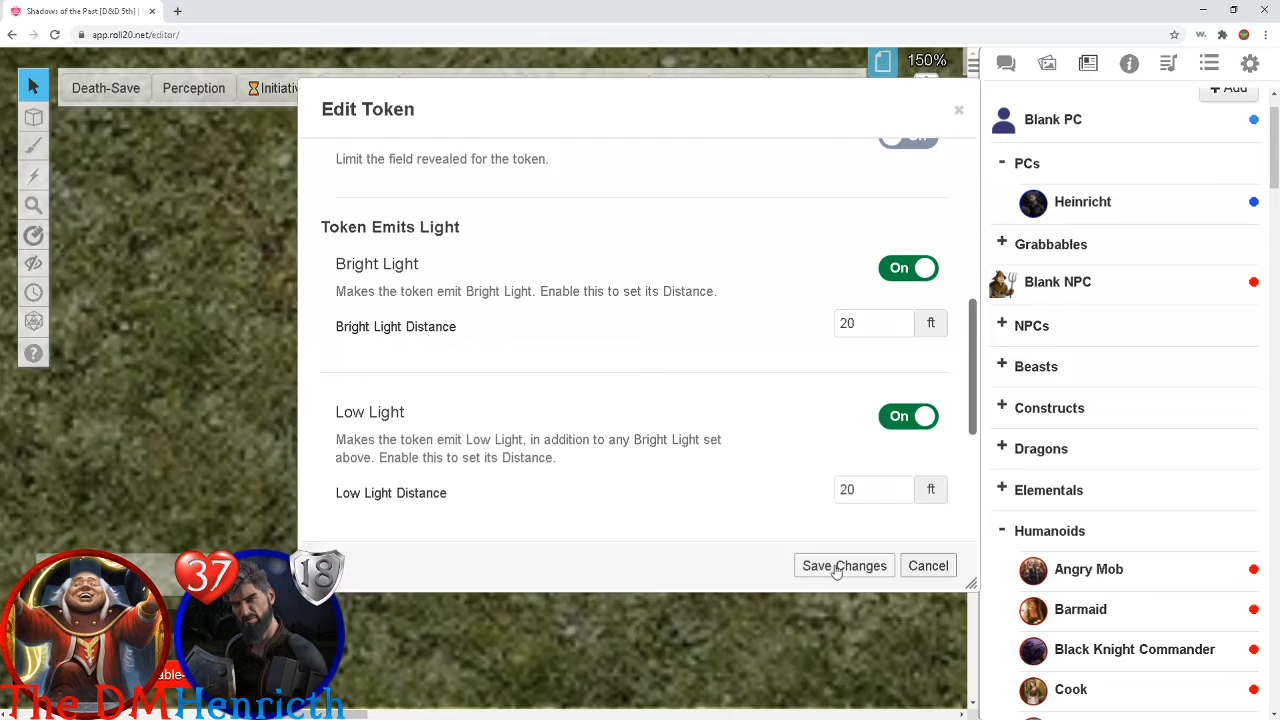 Shadows of the Past [D&D 5th] |
app.roll20.net/editor/
150%
Death-Save
Perception
Initiativ
Edit Token
Limit the field revealed for the token.
Token Emits Light
Bright Light
On
Makes the token emit Bright Light. Enable this to set its Distance.
Bright Light Distance
20 ft
Low Light
On
Makes the token emit Low Light, in addition to any Bright Light set
above. Enable this to set its Distance.
Low Light Distance
20 ft
Save Changes
Cancel
+ Add
Blank PC
- PCs
Heinricht
+ Grabbables
Blank NPC
+ NPCs
+ Beasts
+ Constructs
+ Dragons
+ Elementals
- Humanoids
Angry Mob
Barmaid
Black Knight Commander
Cook
37
18
able-
The DM
Henricth